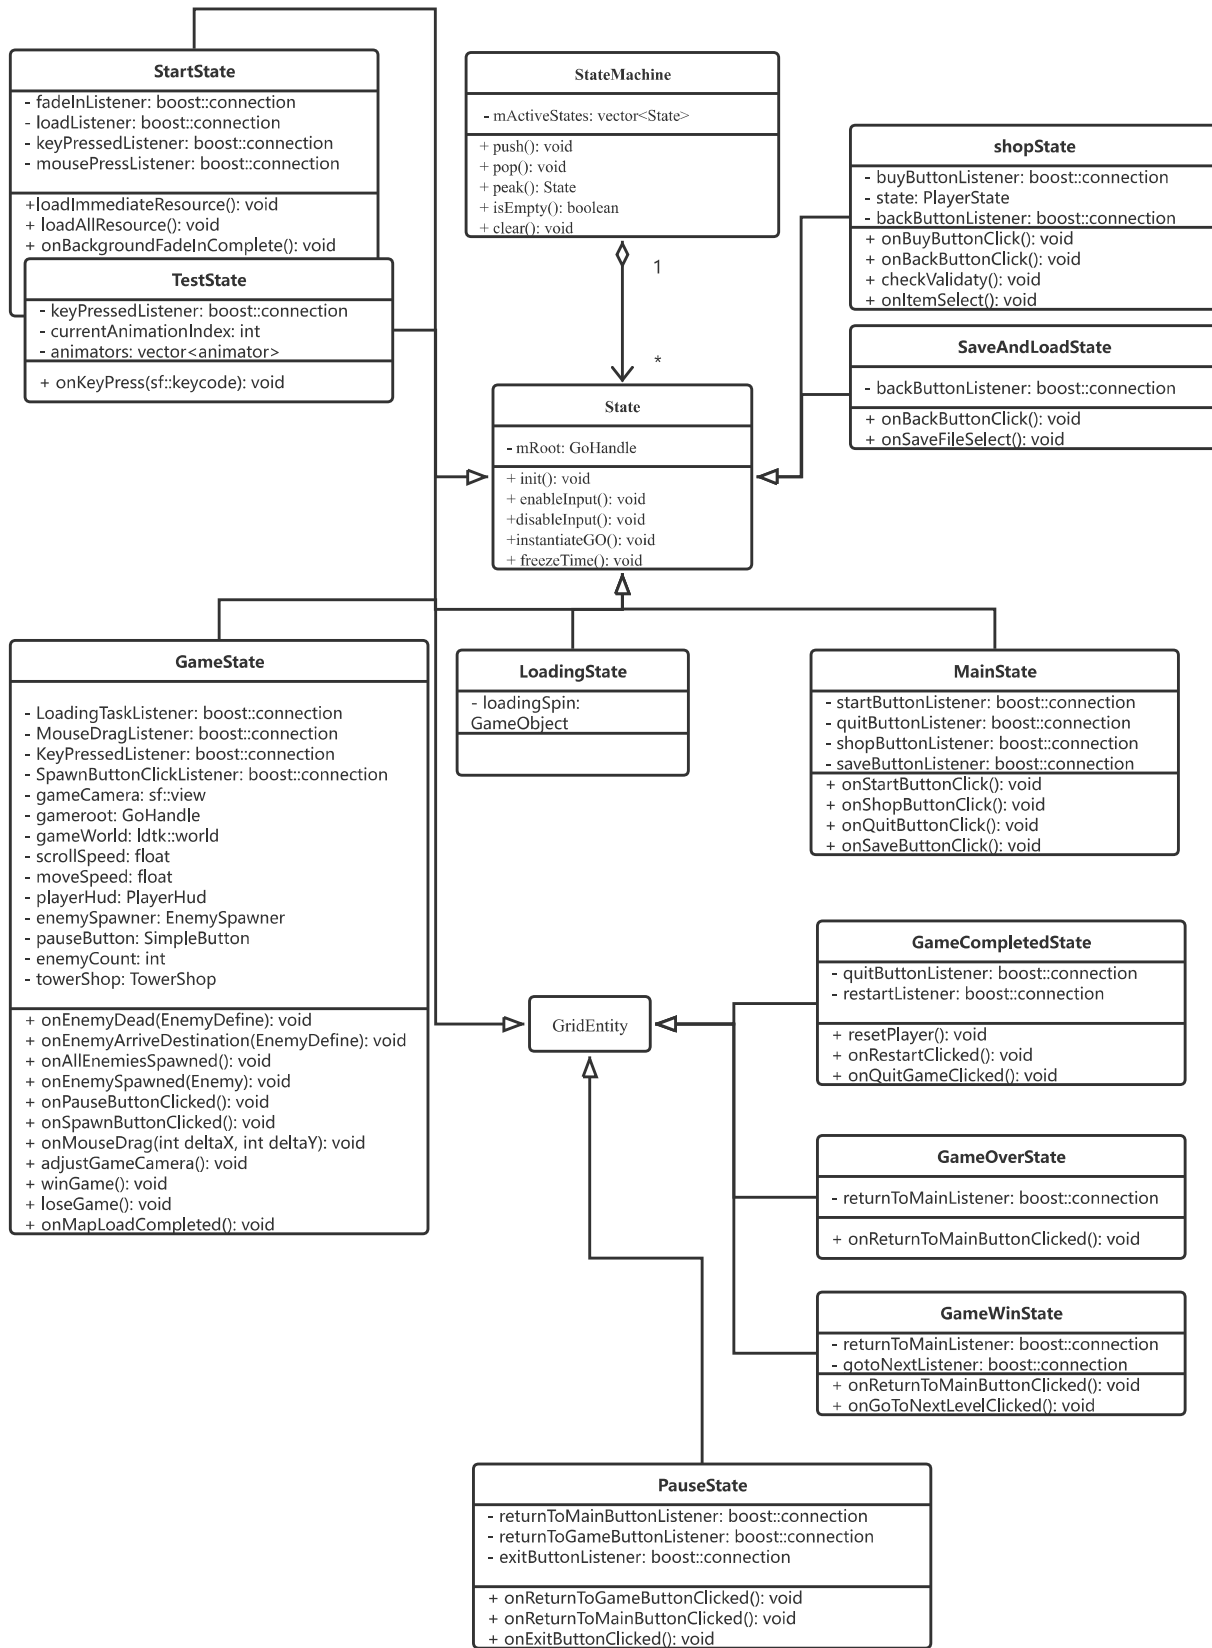 StartState
- fadeInListener: boost::connection
- loadListener: boost::connection
- keyPressedListener: boost::connection
- mousePressListener: boost::connection
+loadImmediateResource(): void
+ loadAllResource(): void
+ onBackgroundFadeInComplete(): void
TestState
- keyPressedListener: boost::connection
- currentAnimationIndex: int
- animators: vector<animator>
+ onKeyPress(sf::keycode): void
StateMachine
- mActiveStates: vector<State>
+ push(): void
+ pop(): void
+ peak(): State
+ isEmpty(): boolean
+ clear(): void
1
*
shopState
- buyButtonListener: boost::connection
- state: PlayerState
- backButtonListener: boost::connection
+ onBuyButtonClick(): void
+ onBackButtonClick(): void
+ checkValidaty(): void
+ onItemSelect(): void
SaveAndLoadState
- backButtonListener: boost::connection
+ onBackButtonClick(): void
+ onSaveFileSelect(): void
State
- mRoot: GoHandle
+ init(): void
+ enableInput(): void
+disableInput(): void
+instantiateGO(): void
+ freezeTime(): void
GameState
- LoadingTaskListener: boost::connection
- MouseDragListener: boost::connection
- KeyPressedListener: boost::connection
- SpawnButtonClickListener: boost::connection
- gameCamera: sf::view
- gameroot: GoHandle
- gameWorld: ldtk::world
- scrollSpeed: float
- moveSpeed: float
- playerHud: PlayerHud
- enemySpawner: EnemySpawner
- pauseButton: SimpleButton
- enemyCount: int
- towerShop: TowerShop
+ onEnemyDead(EnemyDefine): void
+ onEnemyArriveDestination(EnemyDefine): void
+ onAllEnemiesSpawned(): void
+ onEnemySpawned(Enemy): void
+ onPauseButtonClicked(): void
+ onSpawnButtonClicked(): void
+ onMouseDrag(int deltaX, int deltaY): void
+ adjustGameCamera(): void
+ winGame(): void
+ loseGame(): void
+ onMapLoadCompleted(): void
LoadingState
- loadingSpin:
GameObject
MainState
- startButtonListener: boost::connection
- quitButtonListener: boost::connection
- shopButtonListener: boost::connection
- saveButtonListener: boost::connection
+ onStartButtonClick(): void
+ onShopButtonClick(): void
+ onQuitButtonClick(): void
+ onSaveButtonClick(): void
GridEntity
GameCompletedState
- quitButtonListener: boost::connection
- restartListener: boost::connection
+ resetPlayer(): void
+ onRestartClicked(): void
+ onQuitGameClicked(): void
GameOverState
- returnToMainListener: boost::connection
+ onReturnToMainButtonClicked(): void
GameWinState
- returnToMainListener: boost::connection
- gotoNextListener: boost::connection
+ onReturnToMainButtonClicked(): void
+ onGoToNextLevelClicked(): void
PauseState
- returnToMainButtonListener: boost::connection
- returnToGameButtonListener: boost::connection
- exitButtonListener: boost::connection
+ onReturnToGameButtonClicked(): void
+ onReturnToMainButtonClicked(): void
+ onExitButtonClicked(): void